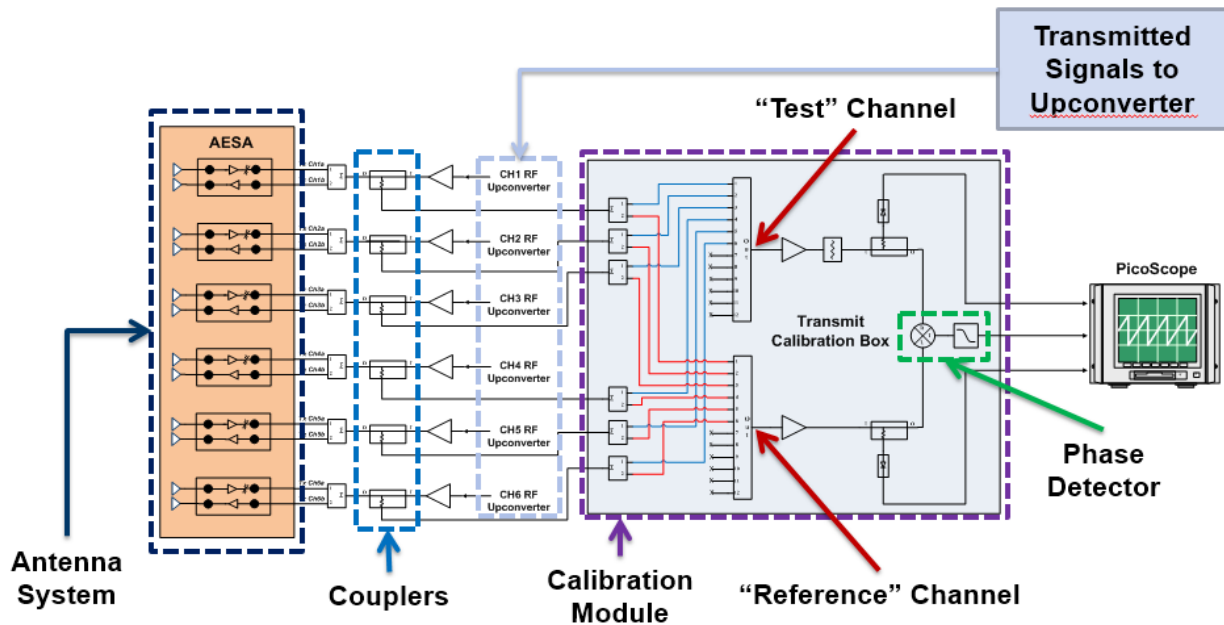 Transmitted
Signals to
Upconverter
“Test” Channel
AESA
CH1 RF
Upconverter
CH2 RF
Upconverter
CH3 RF
Upconverter
CH4 RF
Upconverter
CH5 RF
Upconverter
CH6 RF
Upconverter
Transmit
Calibration Box
PicoScope
Phase
Detector
Antenna
System
Couplers
Calibration
Module
“Reference” Channel